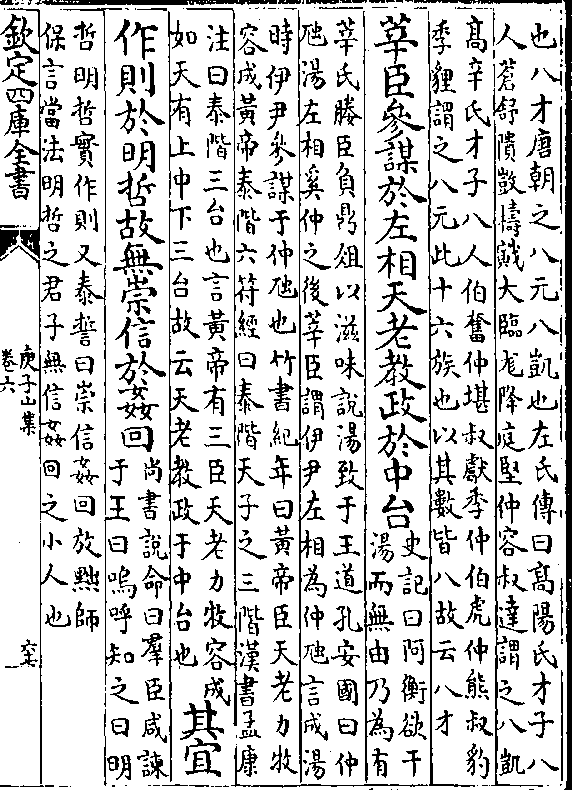 也八才唐朝之八元八凱也左氏傳曰髙陽氏才子八
人蒼舒隤敳檮戭大臨尨降庭堅仲容叔達謂之八凱
髙辛氏才子八人伯奮仲堪叔獻季仲伯虎仲熊叔豹
季貍謂之八元此十六族也以其數皆八故云八才
莘臣參謀於左相天老教政於中台史記曰阿衡欲干
湯而無由乃為有
莘氏媵臣負鼎俎以滋味説湯致于王道孔安國曰仲
虺湯左相奚仲之後莘臣謂伊尹左相為仲虺言成湯
時伊尹參謀于仲虺也竹書紀年曰黃帝臣天老力牧
容成黃帝泰階六符經曰泰階天子之三階漢書孟康
注曰泰階三台也言黃帝有三臣天老力牧容成
如天有上中下三台故云天老教政于中台也
其宜
作則於明哲故無崇信於姦回尚書説命曰羣臣咸諫
于王曰嗚呼知之曰明
哲明哲實作則又泰誓曰崇信姦回放黜師
保言當法明哲之君子無信姦回之小人也
欽定四庫全書
庾子山集
卷六